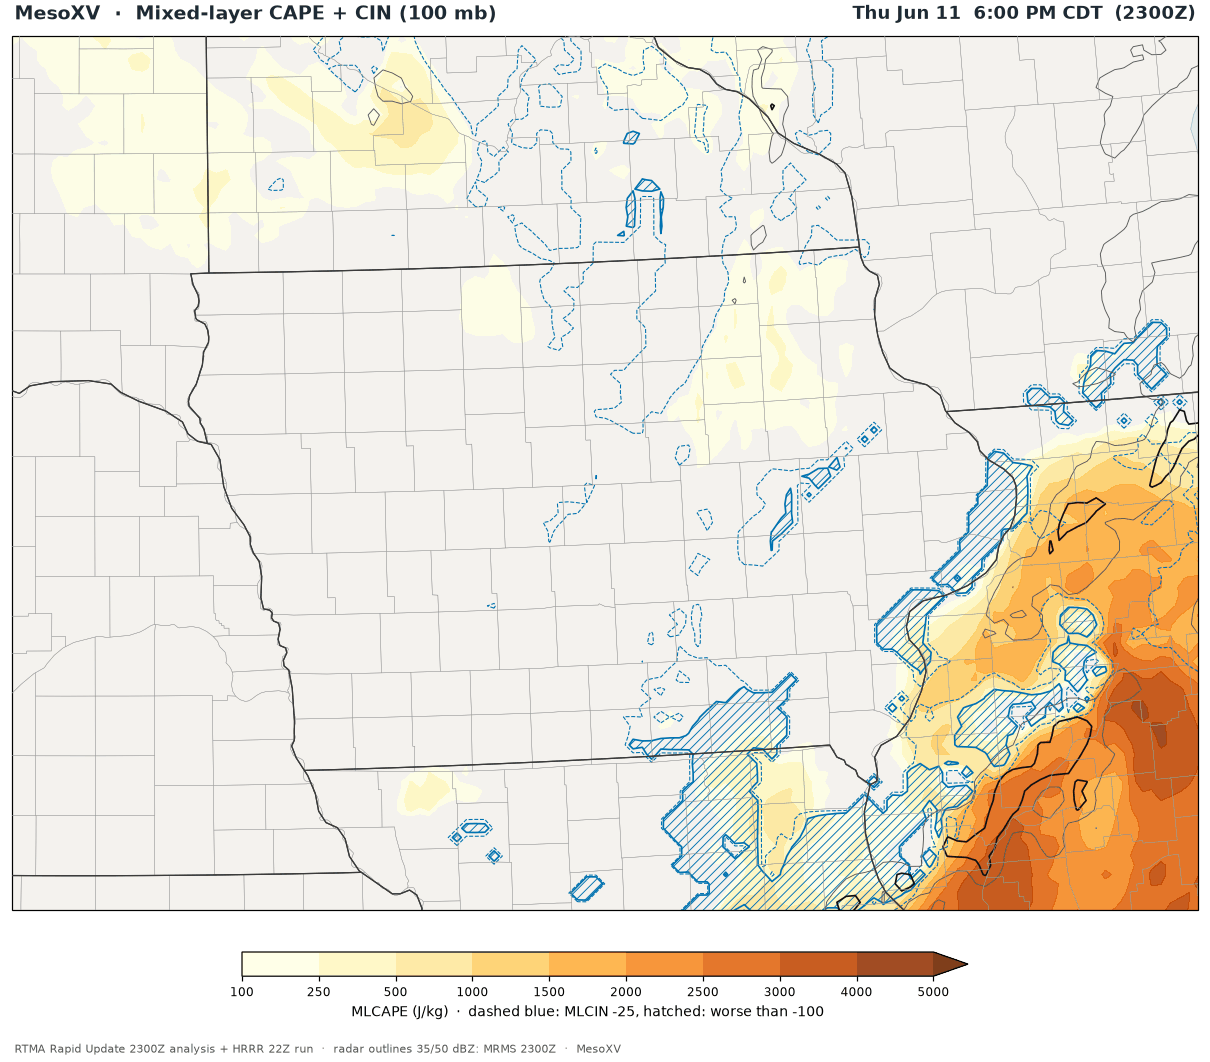 MesoXV · Mixed-layer CAPE + CIN (100 mb)
Thu Jun 11 6:00 PM CDT (2300Z)
100 250 500 1000 1500 2000 2500 3000 4000 5000
MLCAPE (J/kg) · dashed blue: MLCIN -25, hatched: worse than -100
RTMA Rapid Update 2300Z analysis + HRRR 22Z run · radar outlines 35/50 dBZ: MRMS 2300Z · MesoXV